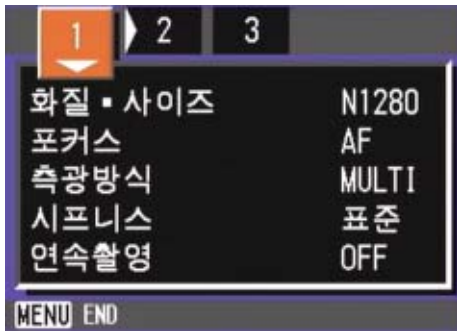 1 2 3
화질▪사이즈 N1280
포커스 AF
측광방식 MULTI
시프니스 표준
연속촬영 OFF
MENU END